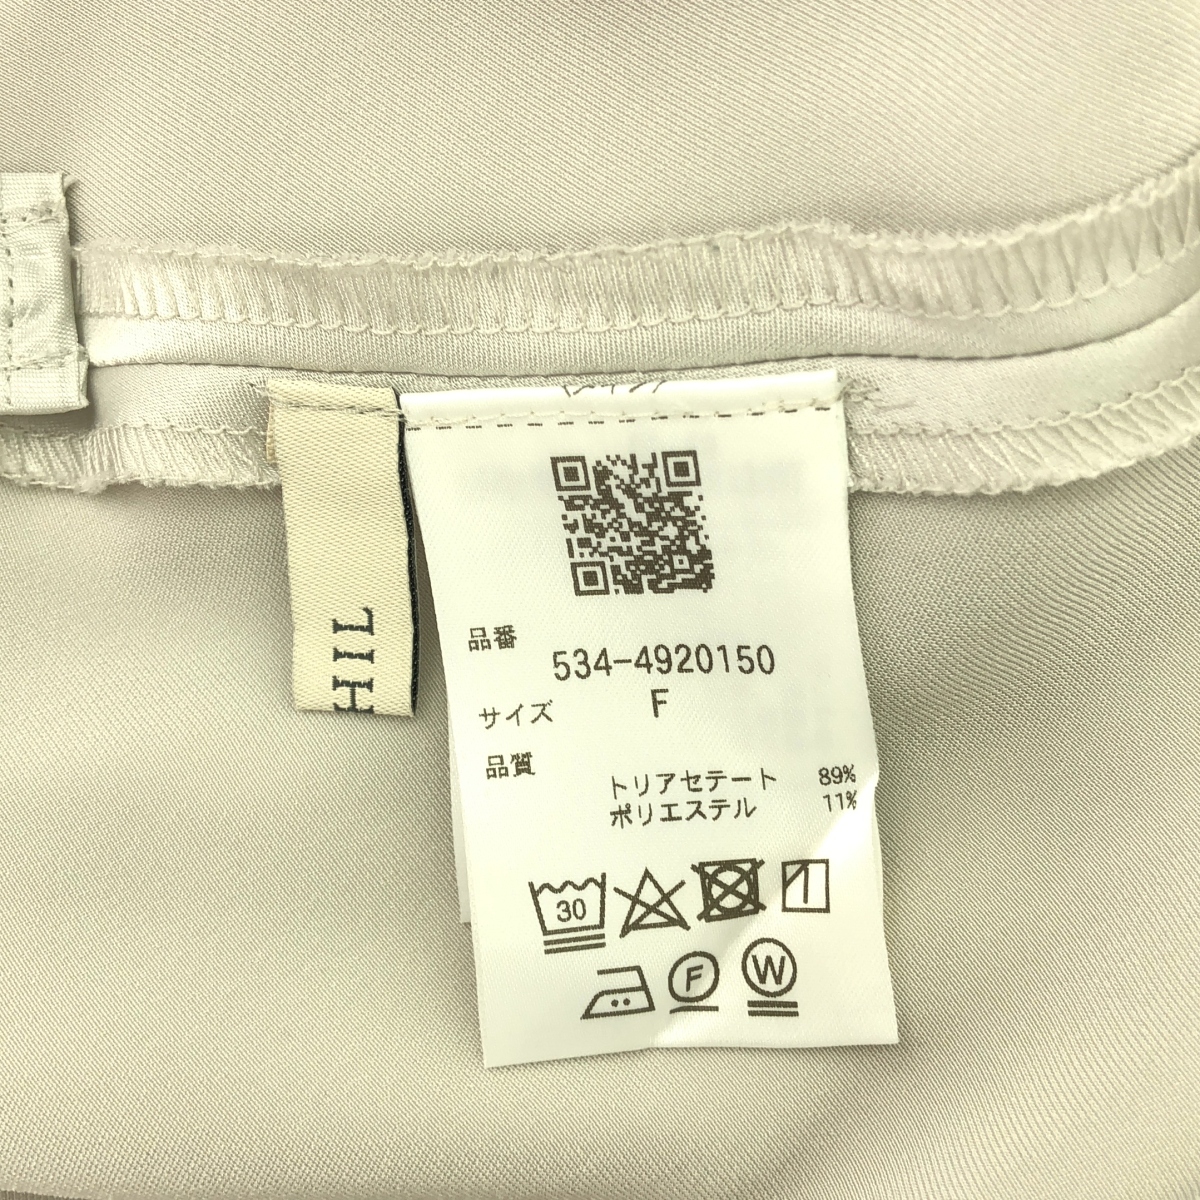 HIL
品番
534-4920150
サイズ F
品質
トリアセテート 89%
ポリエステル 11%
30
F W